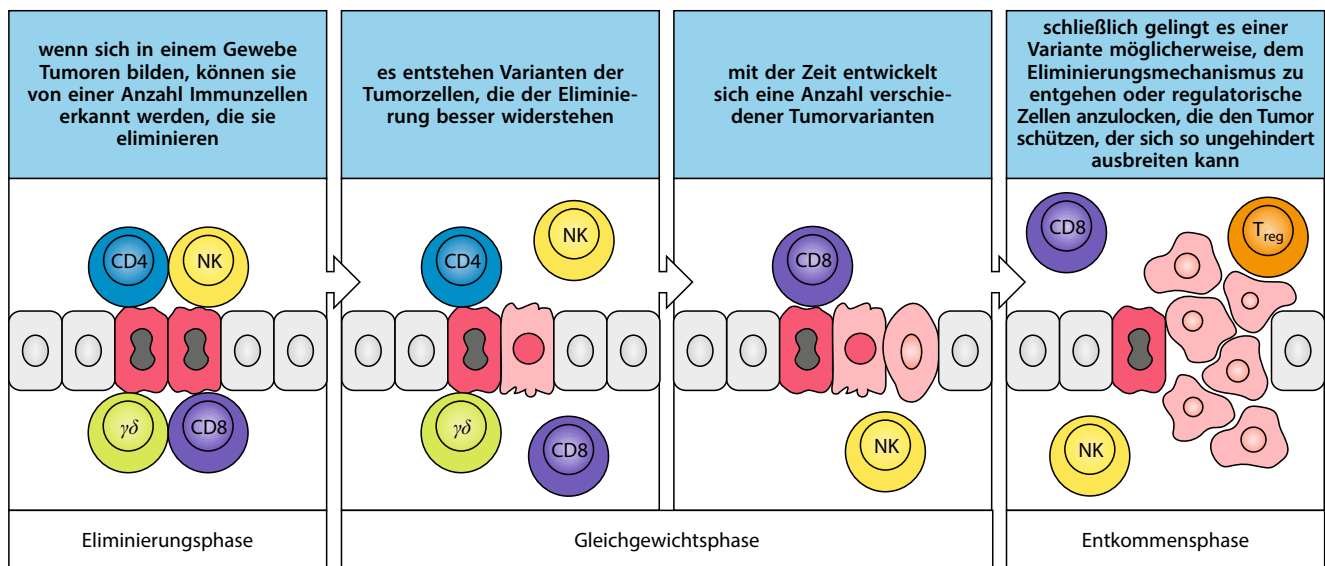 wenn sich in einem Gewebe
Tumoren bilden, können sie
von einer Anzahl Immunzellen
erkannt werden, die sie
eliminieren
es entstehen Varianten der
Tumorzellen, die der Eliminie-
rung besser widerstehen
mit der Zeit entwickelt
sich eine Anzahl verschie-
dener Tumorvarianten
schließlich gelingt es einer
Variante möglicherweise, dem
Eliminierungsmechanismus zu
entgehen oder regulatorische
Zellen anzulocken, die den Tumor
schützen, der sich so ungehindert
ausbreiten kann
CD4
NK
γδ
CD8
CD4
NK
γδ
CD8
CD8
NK
CD8
Treg
NK
Eliminierungsphase
Gleichgewichtsphase
Entkommensphase